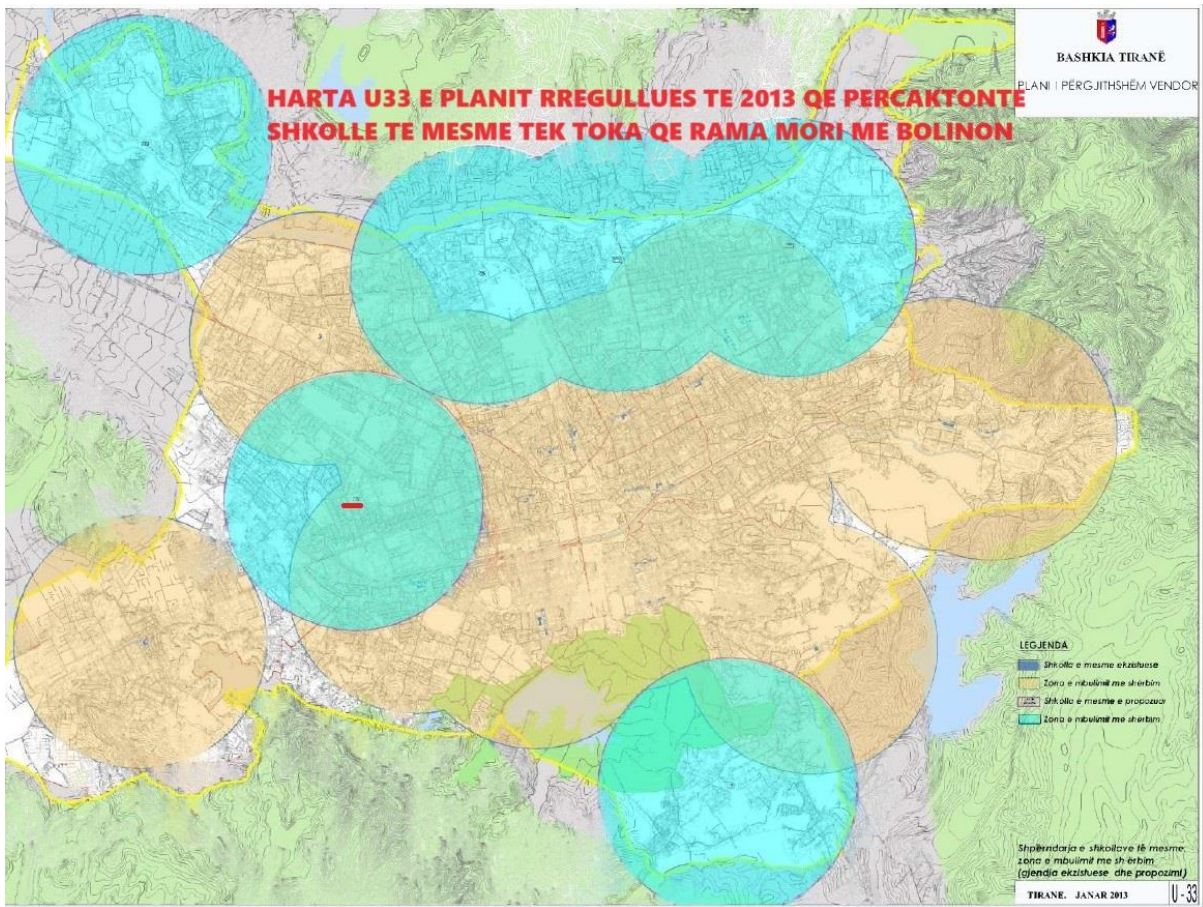 BASHKIA TIRANË
PLANI I PËRGJITHSHËM VENDOR
HARTA U33 E PLANIT RREGULLUES TE 2013 QE PERCAKTONTE
SHKOLLE TE MESME TEK TOKA QE RAMA MORI ME BOLINON
LEGJENDA
Shkolla e mesme ekzistuese
Zona e mbulimit me shërbim
Shkolla e mesme e propozuar
Zona e mbulimit me shërbim
Shpërndarja e shkollave të mesme,
zona e mbulimit me sh ërbim
(gjendja ekzistuese dhe propozimi)
TIRANE, JANAR 2013
U - 33